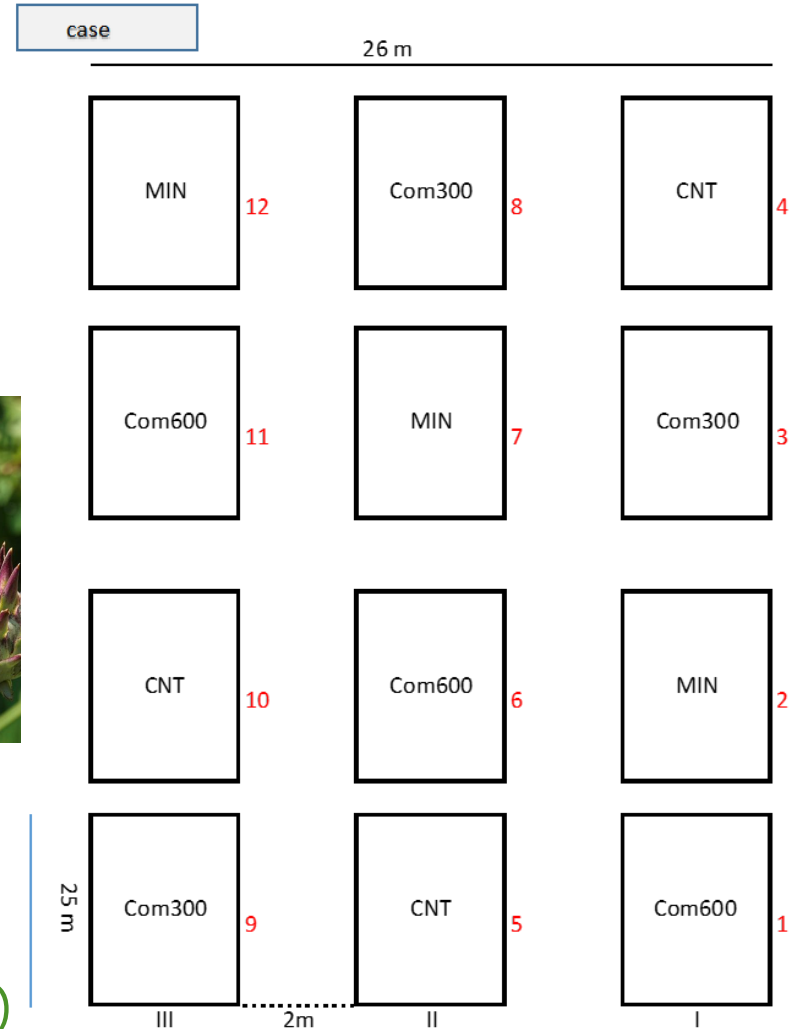 case
26 m
MIN
12
Com300
8
CNT
4
Com600
11
MIN
7
Com300
3
CNT
10
Com600
6
MIN
2
25 m
Com300
9
CNT
5
Com600
1
)
III
2m
II
I